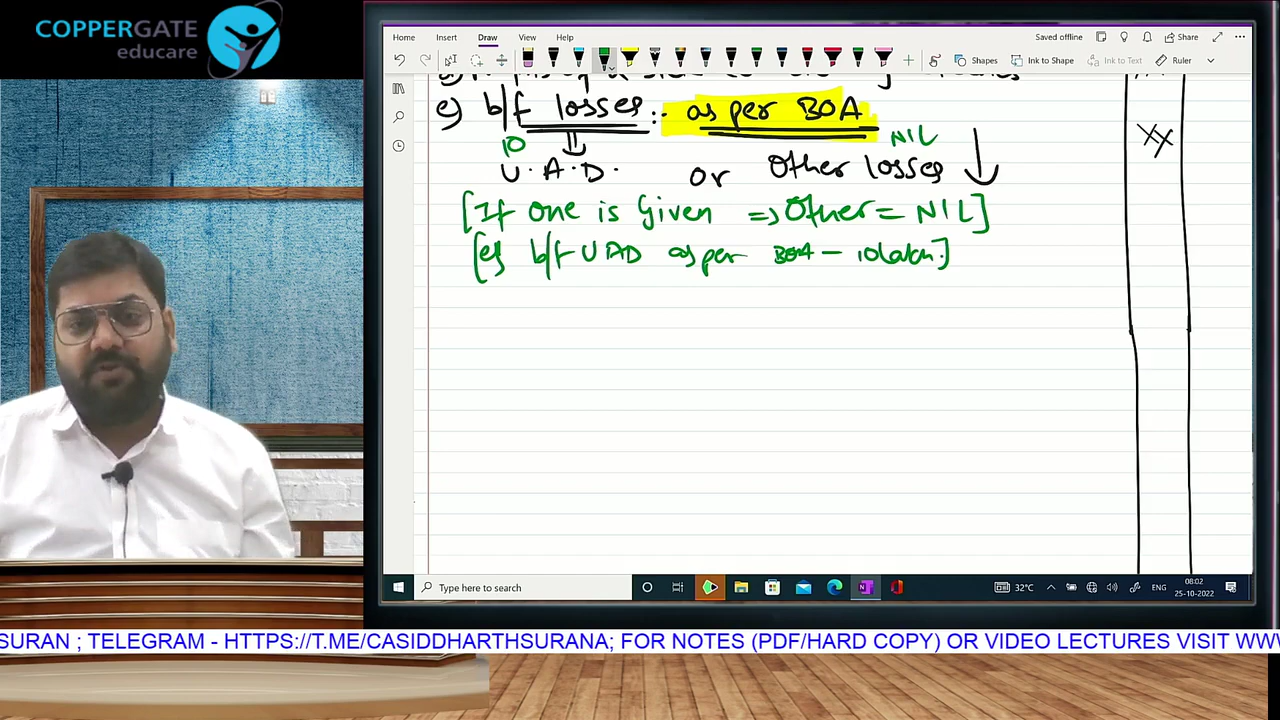 COPPERGATE
educare
Home Insert Draw View Help
Saved offline
Share
Shapes
Ink to Shape
Ink to Text
Ruler
e) b/f losses :- as per BOA
XX
10
NIL
U.A.D. or Other losses
[If One is Given => Other = NIL]
[eg b/f UAD as per BOA - 10 lakh.]
Type here to search
32°C
ENG
08:02
25-10-2022
SURAN ; TELEGRAM - HTTPS://T.ME/CASIDDHARTHSURANA; FOR NOTES (PDF/HARD COPY) OR VIDEO LECTURES VISIT WWW